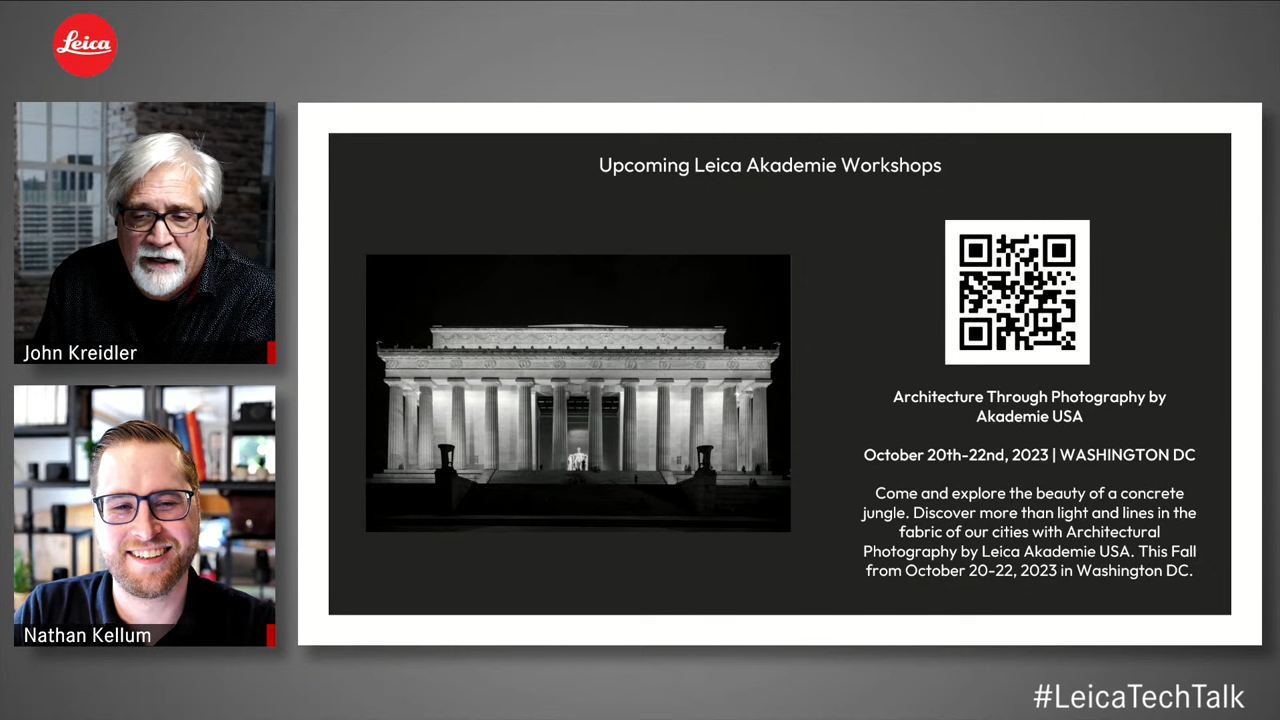 Leica
John Kreidler
Nathan Kellum
Upcoming Leica Akademie Workshops
Architecture Through Photography by
Akademie USA
October 20th-22nd, 2023 | WASHINGTON DC
Come and explore the beauty of a concrete
jungle. Discover more than light and lines in the
fabric of our cities with Architectural
Photography by Leica Akademie USA. This Fall
from October 20-22, 2023 in Washington DC.
#LeicaTechTalk